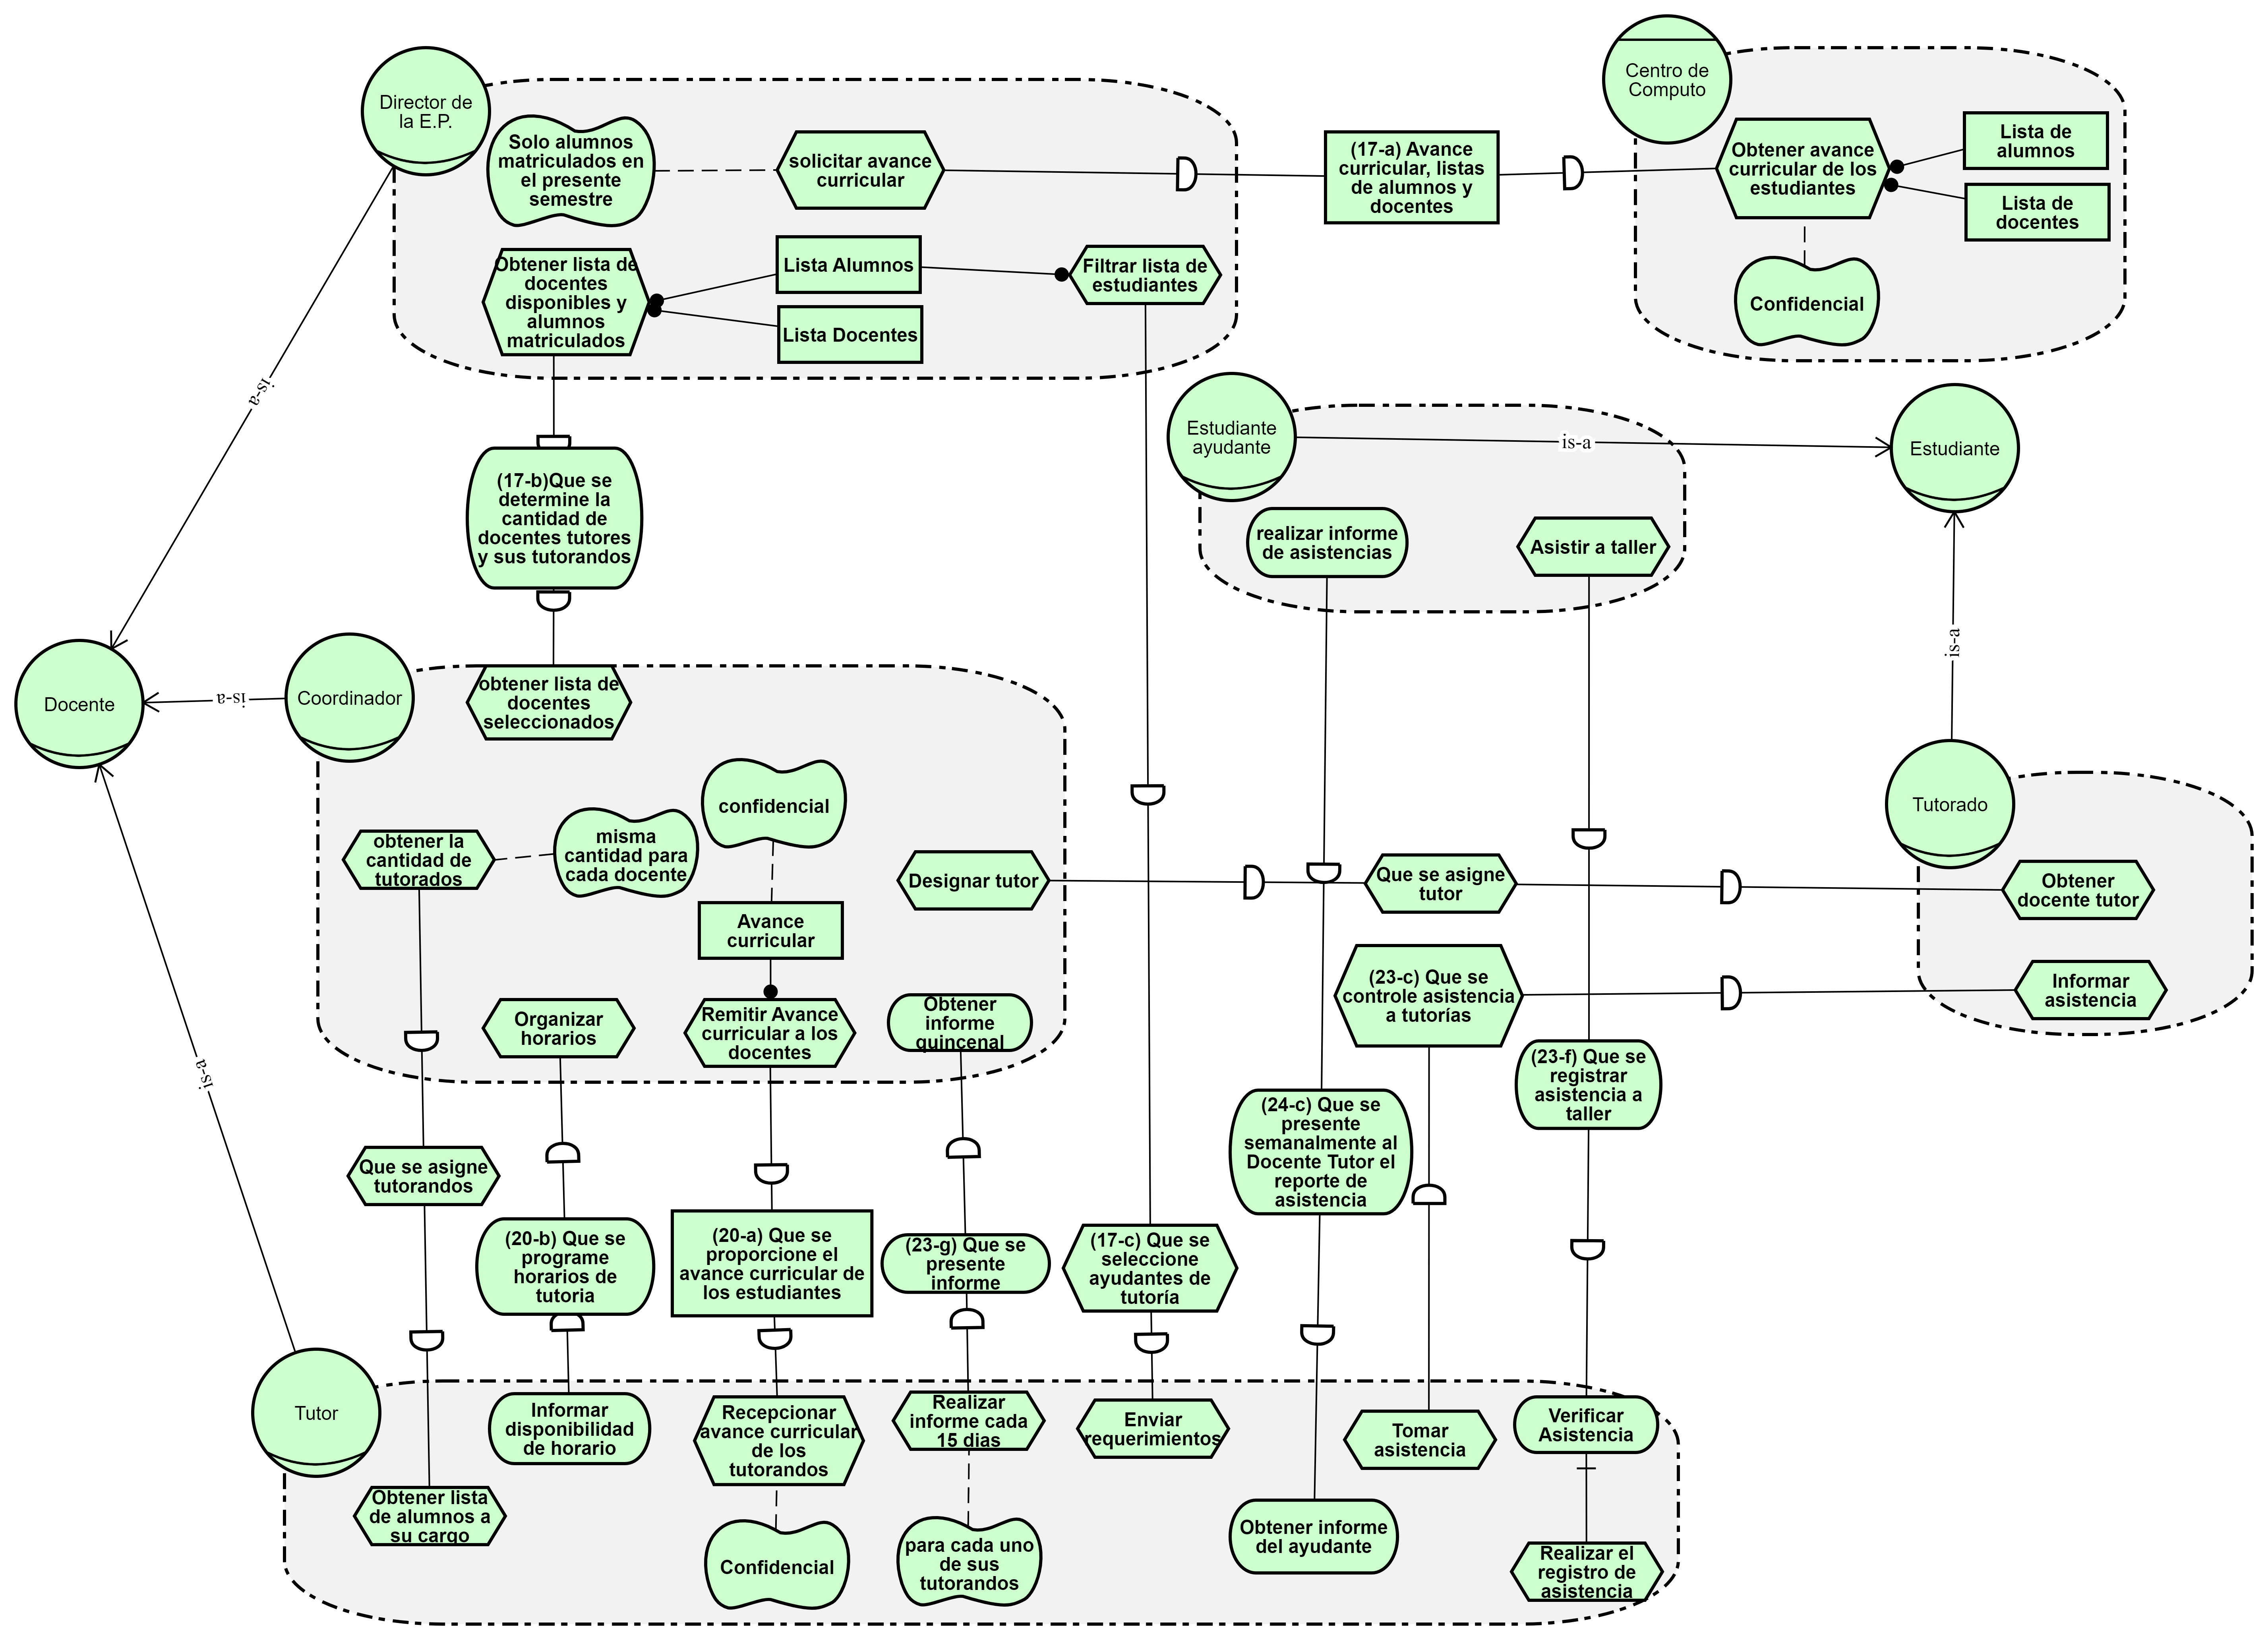 Director de
la E.P.
Solo alumnos
matriculados en
el presente
semestre
solicitar avance
curricular
(17-a) Avance
curricular, listas
de alumnos y
docentes
Centro de
Computo
Obtener avance
curricular de los
estudiantes
Lista de
alumnos
Lista de
docentes
Confidencial
Obtener lista de
docentes
disponibles y
alumnos
matriculados
Lista Alumnos
Lista Docentes
Filtrar lista de
estudiantes
is-a
(17-b)Que se
determine la
cantidad de
docentes tutores
y sus tutorandos
Estudiante
ayudante
is-a
Estudiante
realizar informe
de asistencias
Asistir a taller
is-a
Docente
is-a
Coordinador
obtener lista de
docentes
seleccionados
confidencial
obtener la
cantidad de
tutorados
misma
cantidad para
cada docente
Avance
curricular
Designar tutor
Que se asigne
tutor
Tutorado
Obtener
docente tutor
Informar
asistencia
Organizar
horarios
Remitir Avance
curricular a los
docentes
Obtener
informe
quincenal
(23-c) Que se
controle asistencia
a tutorías
(23-f) Que se
registrar
asistencia a
taller
is-a
Que se asigne
tutorandos
(20-b) Que se
programe
horarios de
tutoria
(20-a) Que se
proporcione el
avance curricular de
los estudiantes
(23-g) Que se
presente
informe
(17-c) Que se
seleccione
ayudantes de
tutoría
(24-c) Que se
presente
semanalmente al
Docente Tutor el
reporte de
asistencia
Tutor
Obtener lista
de alumnos a
su cargo
Informar
disponibilidad
de horario
Recepcionar
avance curricular
de los
tutorandos
Confidencial
Realizar
informe cada
15 dias
para cada uno
de sus
tutorandos
Enviar
requerimientos
Obtener informe
del ayudante
Tomar
asistencia
Verificar
Asistencia
Realizar el
registro de
asistencia